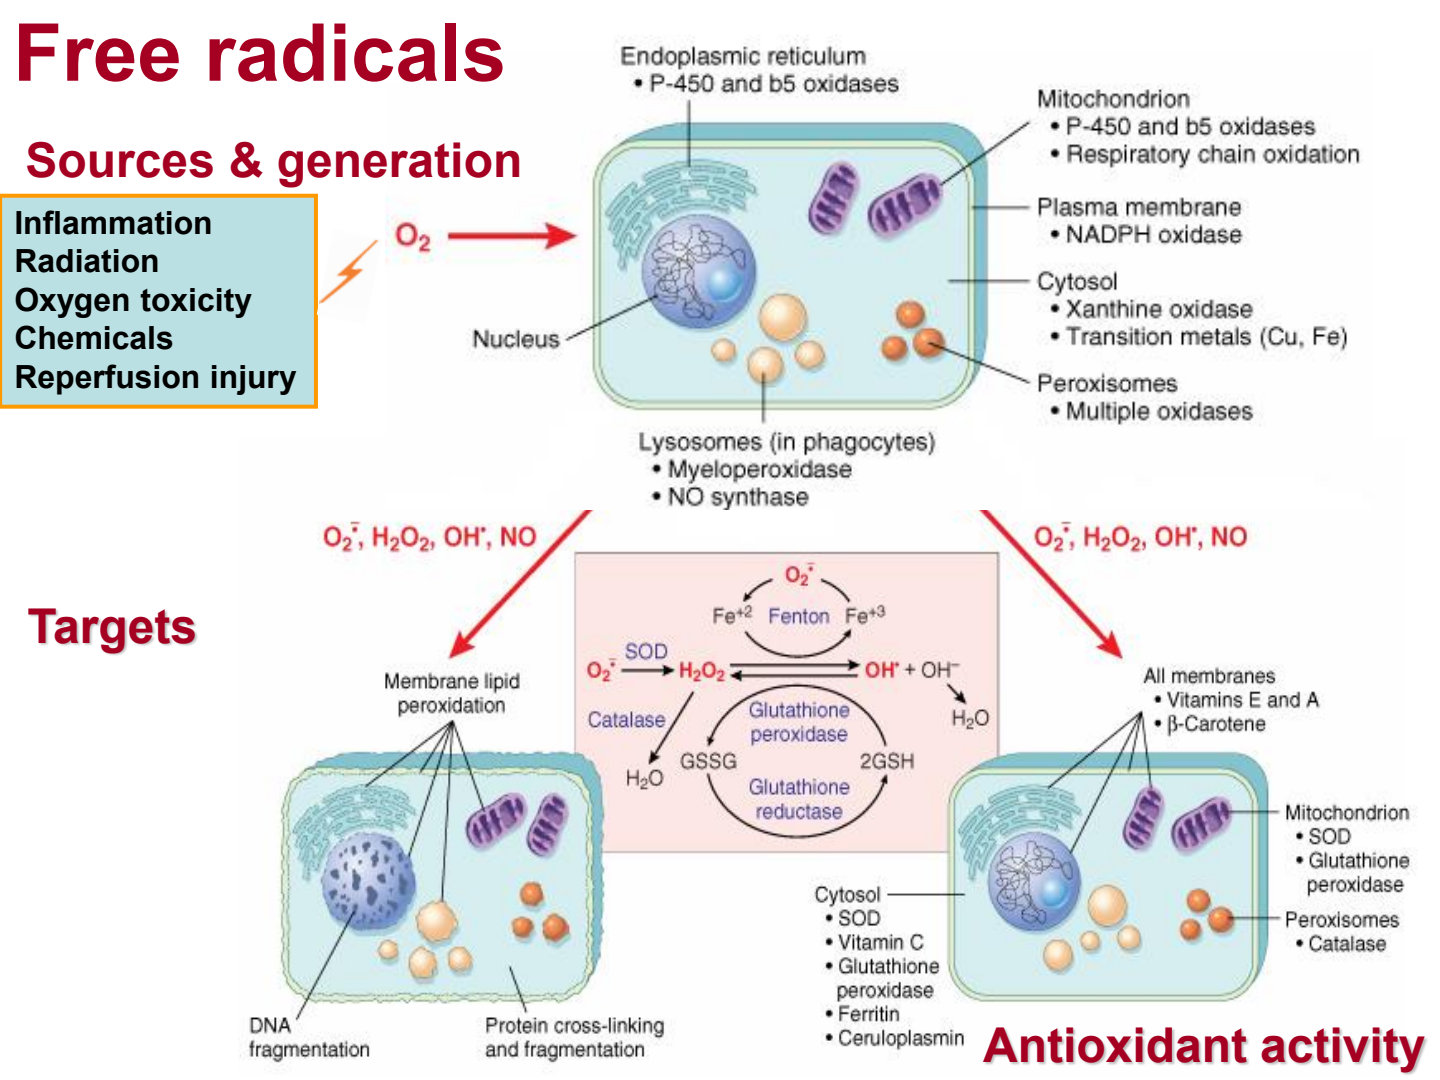 Free radicals
Sources & generation
Inflammation
Radiation
Oxygen toxicity
Chemicals
Reperfusion injury
O₂
Endoplasmic reticulum
• P-450 and b5 oxidases
Mitochondrion
• P-450 and b5 oxidases
• Respiratory chain oxidation
Plasma membrane
• NADPH oxidase
Cytosol
• Xanthine oxidase
• Transition metals (Cu, Fe)
Peroxisomes
• Multiple oxidases
Nucleus
Lysosomes (in phagocytes)
• Myeloperoxidase
• NO synthase
O₂•̄, H₂O₂, OH•, NO
O₂•̄, H₂O₂, OH•, NO
Targets
O₂•̄
Fe⁺² Fenton Fe⁺³
SOD
O₂•̄ H₂O₂ OH• + OH⁻
Catalase
Glutathione
peroxidase
H₂O
H₂O
GSSG
2GSH
Glutathione
reductase
Membrane lipid
peroxidation
DNA
fragmentation
Protein cross-linking
and fragmentation
All membranes
• Vitamins E and A
• β-Carotene
Mitochondrion
• SOD
• Glutathione
peroxidase
Peroxisomes
• Catalase
Cytosol
• SOD
• Vitamin C
• Glutathione
peroxidase
• Ferritin
• Ceruloplasmin
Antioxidant activity